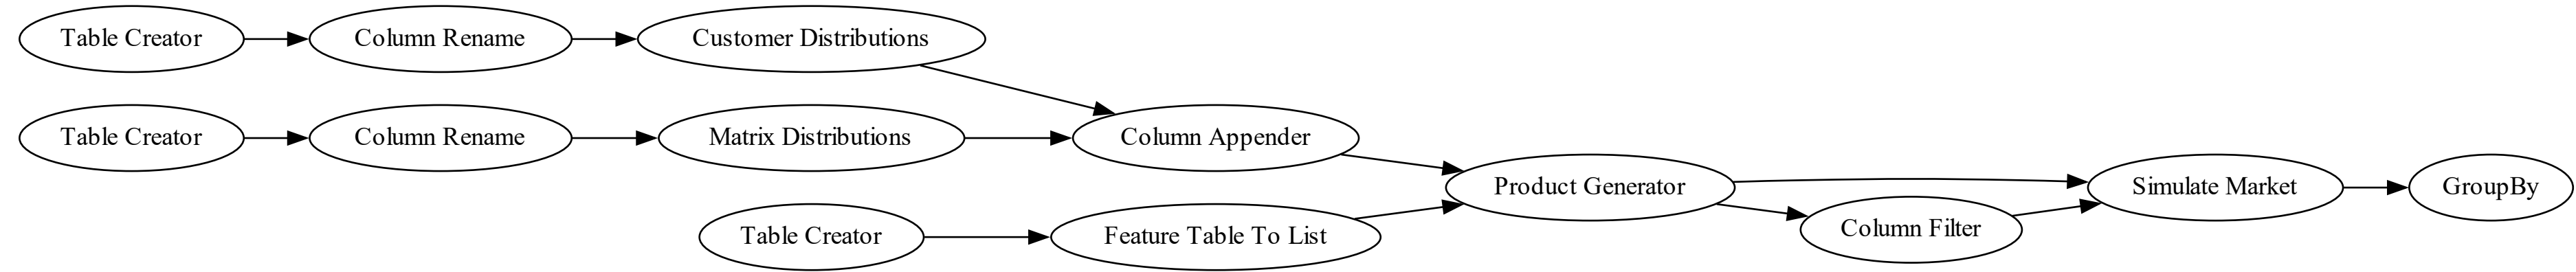 Table Creator
Column Rename
Customer Distributions
Table Creator
Column Rename
Matrix Distributions
Column Appender
Table Creator
Feature Table To List
Product Generator
Column Filter
Simulate Market
GroupBy